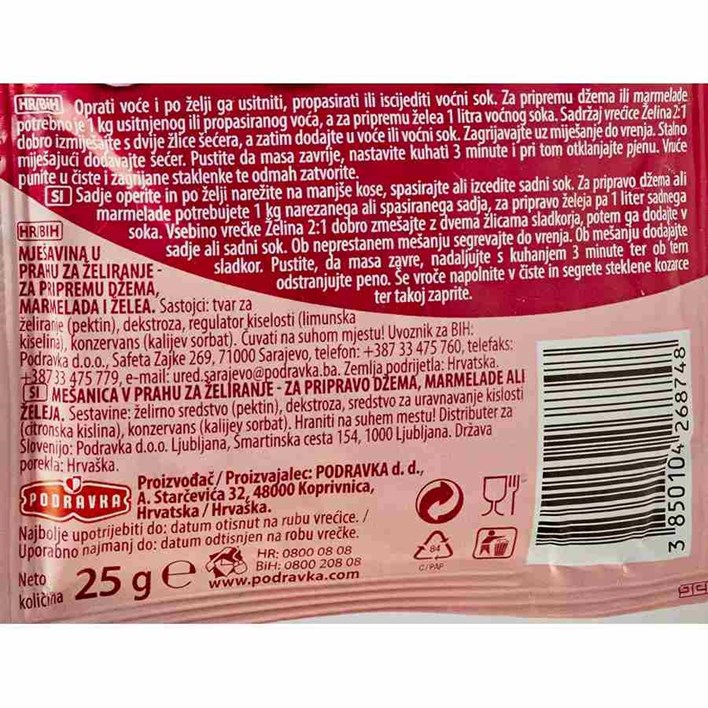 HR/BIH Oprati voće i po želji ga usitniti, propasirati ili iscijediti voćni sok. Za pripremu džema ili marmelade
potrebno je 1 kg usitnjenog ili propasiranog voća, a za pripremu želea 1 litra voćnog soka. Sadržaj vrećice Želina 2:1
dobro izmiješajte s dvije žlice šećera, a zatim dodajte u voće ili voćni sok. Zagrijavajte uz miješanje do vrenja. Stalno
miješajući dodavajte šećer. Pustite da masa zavrije, nastavite kuhati 3 minute i pri tom otklanjajte pjenu. Vruće
punite u čiste i zagrijane staklenke te odmah zatvorite.
SI Sadje operite in po želji narežite na manjše kose, spasirajte ali izcedite sadni sok. Za pripravo džema ali
marmelade potrebujete 1 kg narezanega ali spasiranega sadja, za pripravo želeja pa 1 liter sadnega
soka. Vsebino vrečke Želina 2:1 dobro zmešajte z dvema žlicama sladkorja, potem ga dodajte v
sadje ali sadni sok. Ob neprestanem mešanju segrevajte do vrenja. Ob mešanju dodajajte
sladkor. Pustite, da masa zavre, nadaljujte s kuhanjem 3 minute ter ob tem
odstranjujte peno. Še vroče napolnite v čiste in segrete steklene kozarce
ter takoj zaprite.
HR/BIH
MJEŠAVINA U
PRAHU ZA ŽELIRANJE -
ZA PRIPREMU DŽEMA,
MARMELADA I ŽELEA. Sastojci: tvar za
želiranje (pektin), dekstroza, regulator kiselosti (limunska
kiselina), konzervans (kalijev sorbat). Čuvati na suhom mjestu! Uvoznik za BIH:
Podravka d.o.o., Safeta Zajke 269, 71000 Sarajevo, telefon: +387 33 475 760, telefaks:
+387 33 475 779, e-mail: ured.sarajevo@podravka.ba. Zemlja podrijetla: Hrvatska.
SI MEŠANICA V PRAHU ZA ŽELIRANJE - ZA PRIPRAVO DŽEMA, MARMELADE ALI
ŽELEJA. Sestavine: želirno sredstvo (pektin), dekstroza, sredstvo za uravnavanje kislosti
(citronska kislina), konzervans (kalijev sorbat). Hraniti na suhem mestu! Distributer za
Slovenijo: Podravka d.o.o. Ljubljana, Šmartinska cesta 154, 1000 Ljubljana. Država
porekla: Hrvaška.
PODRAVKA
Proizvođač / Proizvajalec: PODRAVKA d. d.,
A. Starčevića 32, 48000 Koprivnica,
Hrvatska / Hrvaška.
Najbolje upotrijebiti do: datum otisnut na rubu vrećice. /
Uporabno najmanj do: datum odtisnjen na robu vrečke.
Neto
količina 25 g e
HR: 0800 08 08
BiH: 0800 208 08
www.podravka.com
84
C/PAP
3 850104 268748